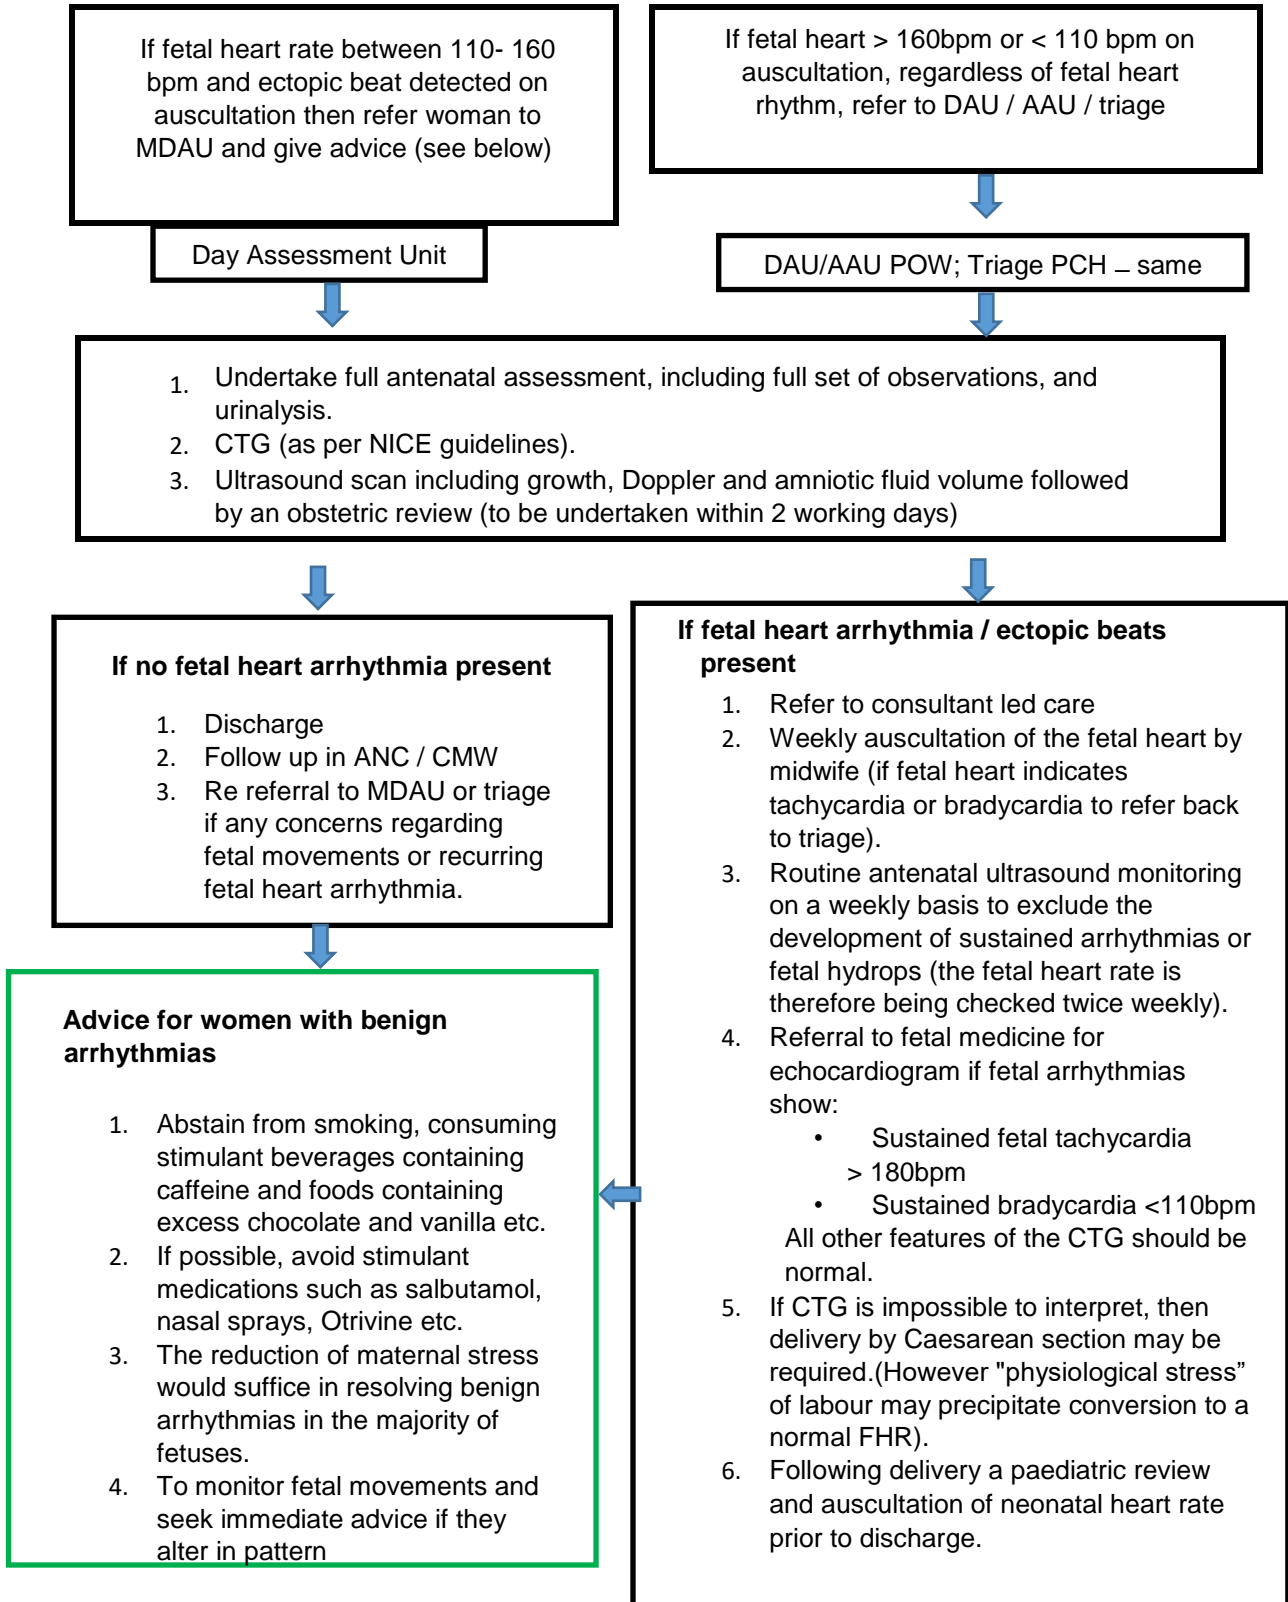 If fetal heart rate between 110- 160
bpm and ectopic beat detected on
auscultation then refer woman to
MDAU and give advice (see below)
If fetal heart > 160bpm or < 110 bpm on
auscultation, regardless of fetal heart
rhythm, refer to DAU / AAU / triage
Day Assessment Unit
DAU/AAU POW; Triage PCH – same
1. Undertake full antenatal assessment, including full set of observations, and
urinalysis.
2. CTG (as per NICE guidelines).
3. Ultrasound scan including growth, Doppler and amniotic fluid volume followed
by an obstetric review (to be undertaken within 2 working days)
If no fetal heart arrhythmia present
1. Discharge
2. Follow up in ANC / CMW
3. Re referral to MDAU or triage
if any concerns regarding
fetal movements or recurring
fetal heart arrhythmia.
If fetal heart arrhythmia / ectopic beats
present
1. Refer to consultant led care
2. Weekly auscultation of the fetal heart by
midwife (if fetal heart indicates
tachycardia or bradycardia to refer back
to triage).
3. Routine antenatal ultrasound monitoring
on a weekly basis to exclude the
development of sustained arrhythmias or
fetal hydrops (the fetal heart rate is
therefore being checked twice weekly).
4. Referral to fetal medicine for
echocardiogram if fetal arrhythmias
show:
• Sustained fetal tachycardia
> 180bpm
• Sustained bradycardia <110bpm
All other features of the CTG should be
normal.
5. If CTG is impossible to interpret, then
delivery by Caesarean section may be
required.(However "physiological stress”
of labour may precipitate conversion to a
normal FHR).
6. Following delivery a paediatric review
and auscultation of neonatal heart rate
prior to discharge.
Advice for women with benign
arrhythmias
1. Abstain from smoking, consuming
stimulant beverages containing
caffeine and foods containing
excess chocolate and vanilla etc.
2. If possible, avoid stimulant
medications such as salbutamol,
nasal sprays, Otrivine etc.
3. The reduction of maternal stress
would suffice in resolving benign
arrhythmias in the majority of
fetuses.
4. To monitor fetal movements and
seek immediate advice if they
alter in pattern